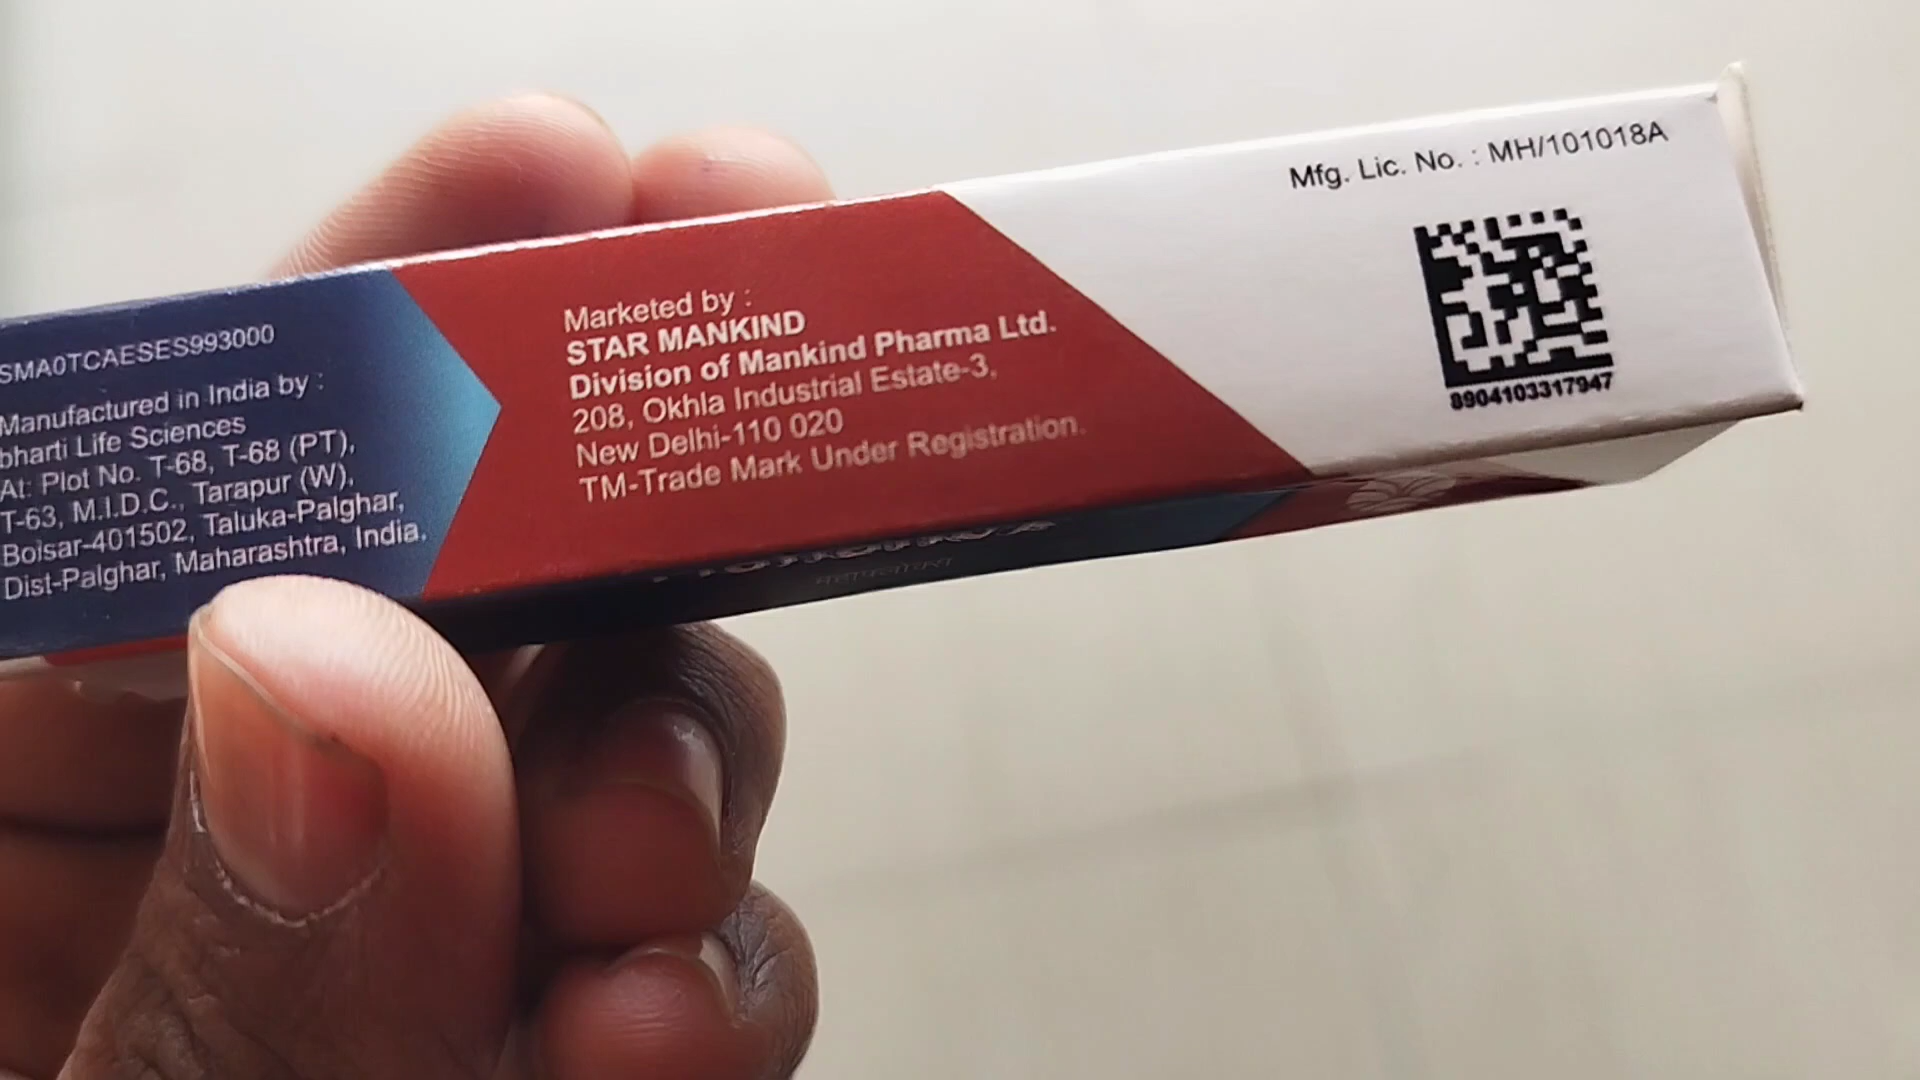 SMA0TCAESES993000
Manufactured in India by :
bharti Life Sciences
At: Plot No. T-68, T-68 (PT),
T-63, M.I.D.C., Tarapur (W),
Boisar-401502, Taluka-Palghar,
Dist-Palghar, Maharashtra, India.
Marketed by :
STAR MANKIND
Division of Mankind Pharma Ltd.
208, Okhla Industrial Estate-3,
New Delhi-110 020
TM-Trade Mark Under Registration.
Mfg. Lic. No. : MH/101018A
8904103317947